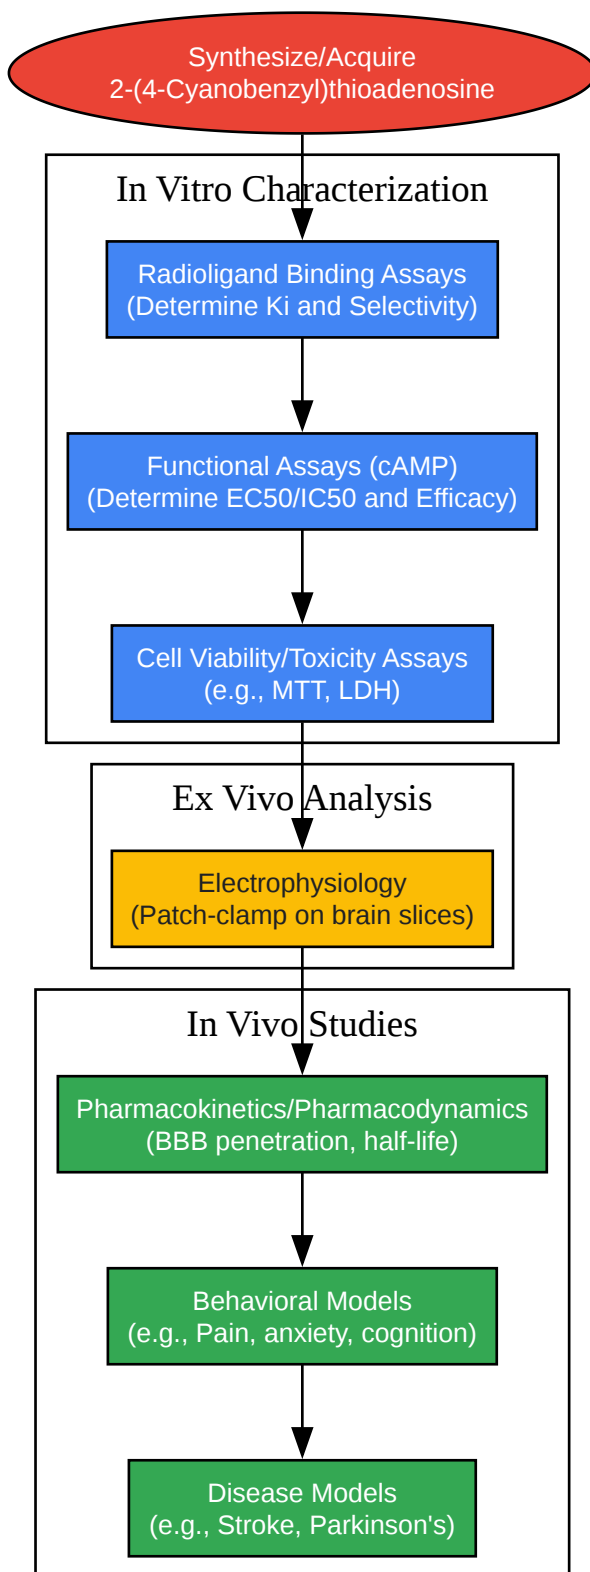 Synthesize/Acquire
2-(4-Cyanobenzyl)thioadenosine
In Vitro Characterization
Radioligand Binding Assays
(Determine Ki and Selectivity)
Functional Assays (cAMP)
(Determine EC50/IC50 and Efficacy)
Cell Viability/Toxicity Assays
(e.g., MTT, LDH)
Ex Vivo Analysis
Electrophysiology
(Patch-clamp on brain slices)
In Vivo Studies
Pharmacokinetics/Pharmacodynamics
(BBB penetration, half-life)
Behavioral Models
(e.g., Pain, anxiety, cognition)
Disease Models
(e.g., Stroke, Parkinson's)